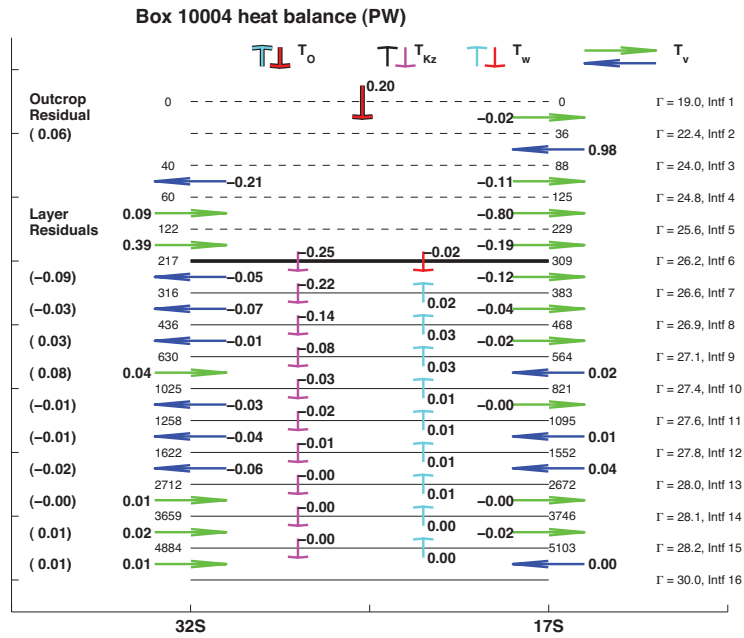 Box 10004 heat balance (PW)
T_O T_Kz T_w T_v
0.20
Outcrop 0 0 Γ = 19.0, Intf 1
Residual −0.02
( 0.06) 36 Γ = 22.4, Intf 2
0.98
40 88 Γ = 24.0, Intf 3
−0.21 −0.11
60 125 Γ = 24.8, Intf 4
Layer 0.09 −0.80
Residuals 122 229 Γ = 25.6, Intf 5
0.39 −0.25 −0.02 −0.19
217 309 Γ = 26.2, Intf 6
(−0.09) −0.05 −0.22 −0.12
316 383 Γ = 26.6, Intf 7
(−0.03) −0.07 −0.14 0.02 −0.04
436 468 Γ = 26.9, Intf 8
( 0.03) −0.01 −0.08 0.03 −0.02
630 564 Γ = 27.1, Intf 9
( 0.08) 0.04 −0.03 0.03 0.02
1025 821 Γ = 27.4, Intf 10
(−0.01) −0.03 −0.02 0.01 −0.00
1258 1095 Γ = 27.6, Intf 11
(−0.01) −0.04 −0.01 0.01 0.01
1622 1552 Γ = 27.8, Intf 12
(−0.02) −0.06 −0.00 0.01 0.04
2712 2672 Γ = 28.0, Intf 13
(−0.00) 0.01 −0.00 0.01 −0.00
3659 3746 Γ = 28.1, Intf 14
( 0.01) 0.02 −0.00 0.00 −0.02
4884 5103 Γ = 28.2, Intf 15
( 0.01) 0.01 0.00 0.00
Γ = 30.0, Intf 16
32S 17S